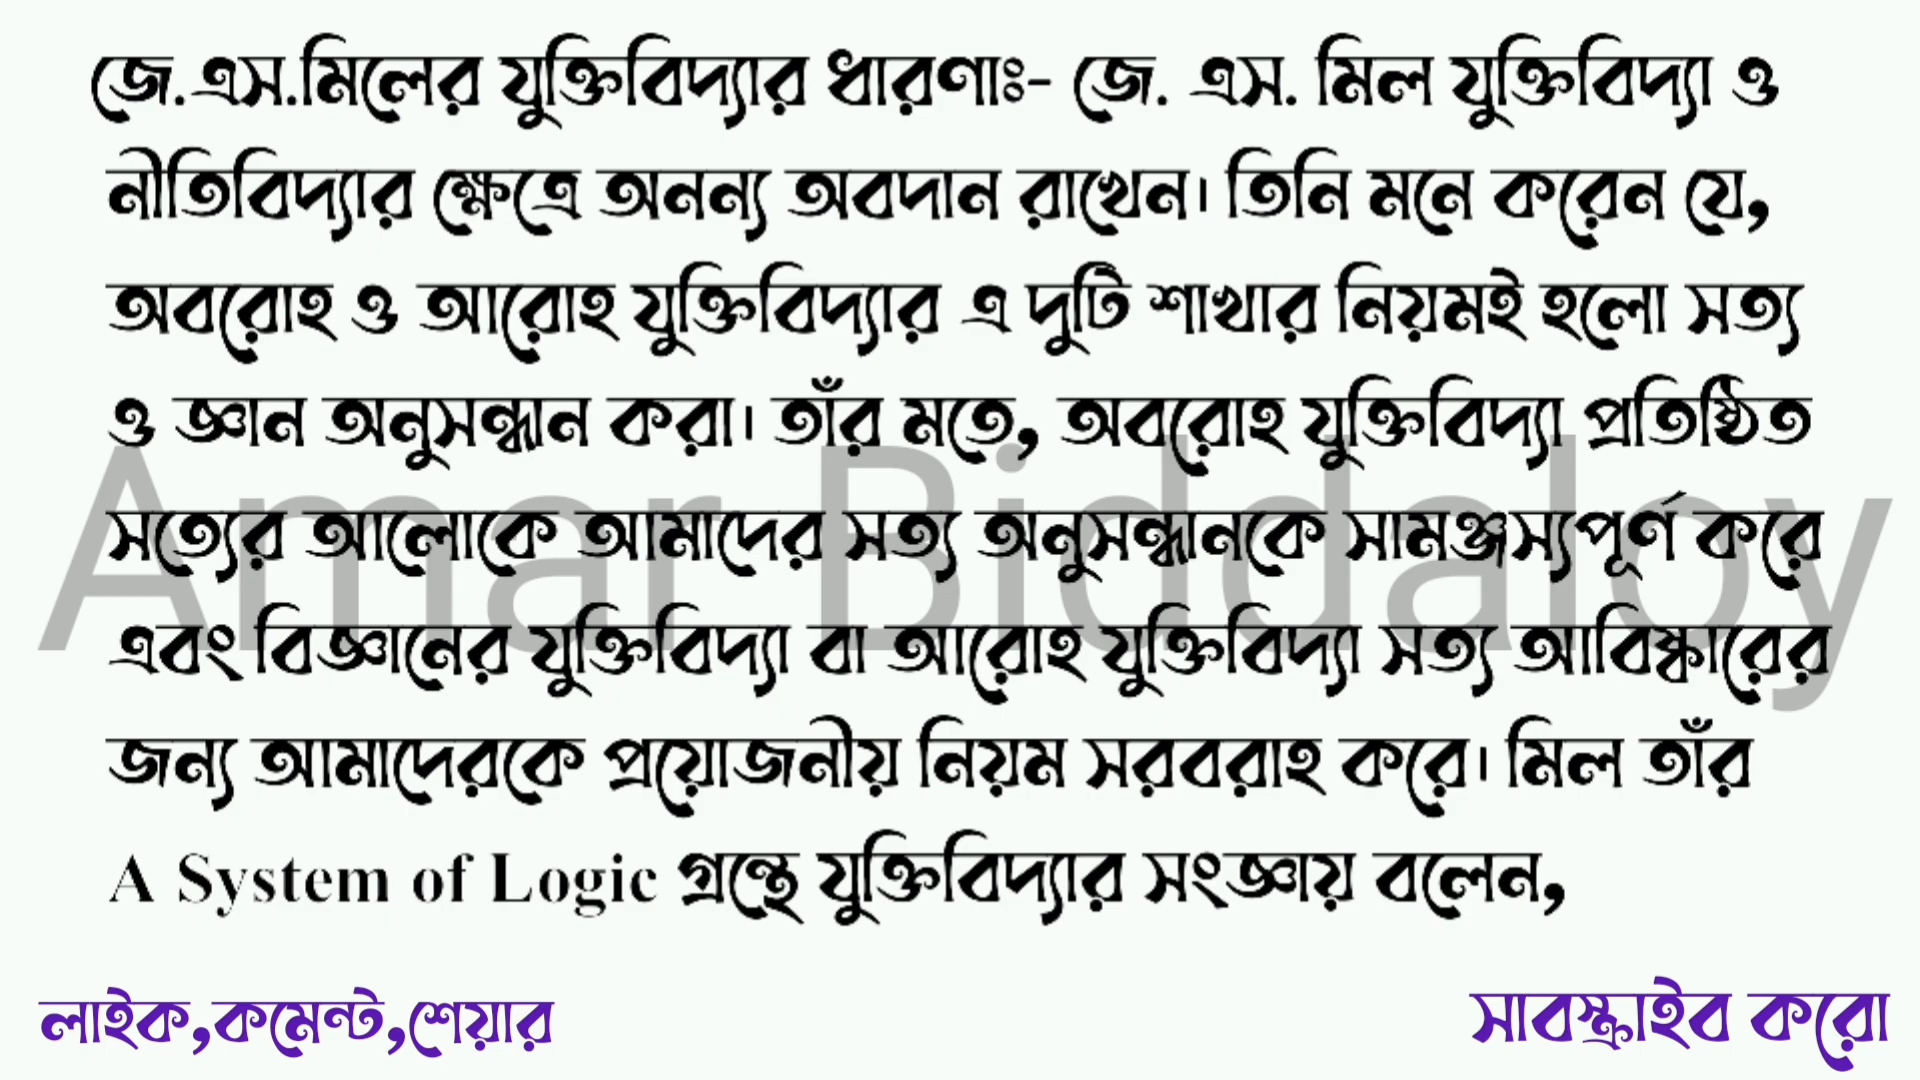 জে.এস.মিলের যুক্তিবিদ্যার ধারণাঃ- জে. এস. মিল যুক্তিবিদ্যা ও
নীতিবিদ্যার ক্ষেত্রে অনন্য অবদান রাখেন। তিনি মনে করেন যে,
অবরোহ ও আরোহ যুক্তিবিদ্যার এ দুটি শাখার নিয়মই হলো সত্য
ও জ্ঞান অনুসন্ধান করা। তাঁর মতে, অবরোহ যুক্তিবিদ্যা প্রতিষ্ঠিত
সত্যের আলোকে আমাদের সত্য অনুসন্ধানকে সামঞ্জস্যপূর্ণ করে
Amar Biddaloy
এবং বিজ্ঞানের যুক্তিবিদ্যা বা আরোহ যুক্তিবিদ্যা সত্য আবিষ্কারের
জন্য আমাদেরকে প্রয়োজনীয় নিয়ম সরবরাহ করে। মিল তাঁর
A System of Logic গ্রন্থে যুক্তিবিদ্যার সংজ্ঞায় বলেন,
লাইক,কমেন্ট,শেয়ার
সাবস্ক্রাইব করো